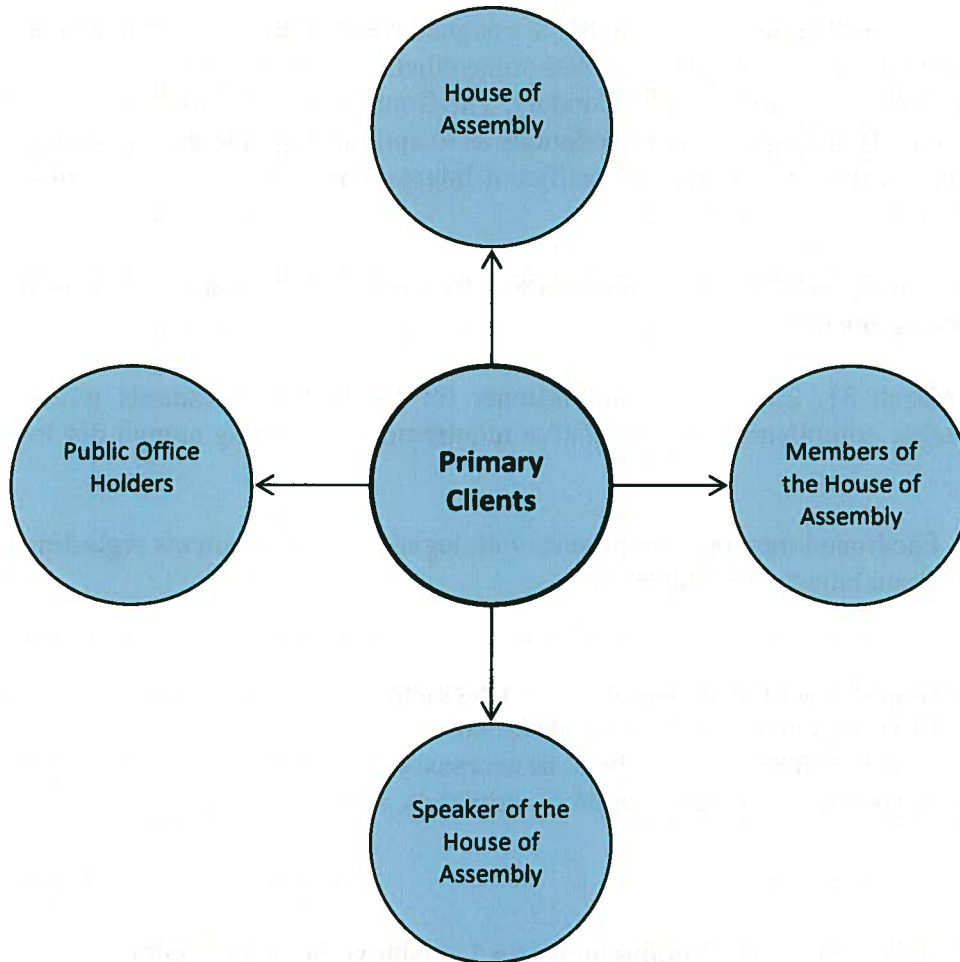 House of
Assembly
Public Office
Holders
Primary
Clients
Members of
the House of
Assembly
Speaker of the
House of
Assembly